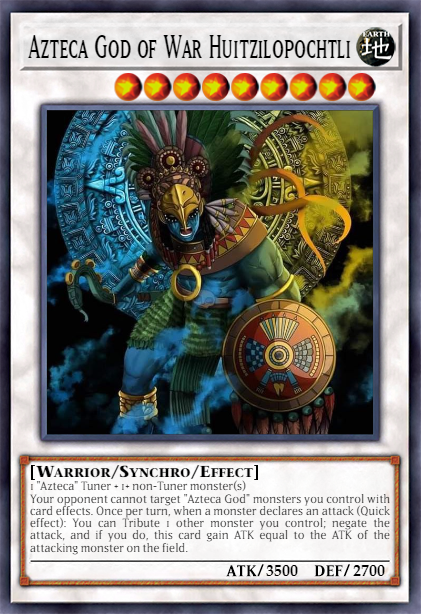 Azteca God of War Huitzilopochtli
EARTH
地
[Warrior/Synchro/Effect]
1 "Azteca" Tuner + 1+ non-Tuner monster(s)
Your opponent cannot target "Azteca God" monsters you control with
card effects. Once per turn, when a monster declares an attack (Quick
effect): You can Tribute 1 other monster you control; negate the
attack, and if you do, this card gain ATK equal to the ATK of the
attacking monster on the field.
ATK/3500 DEF/2700